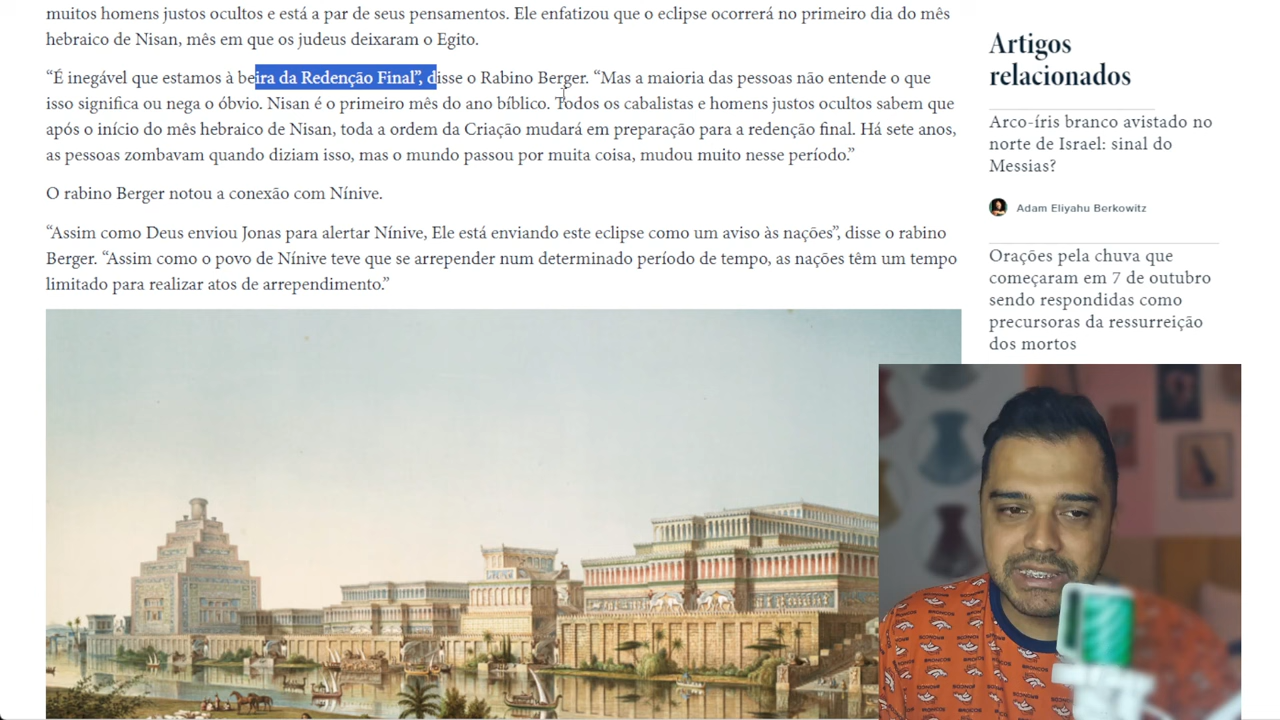 muitos homens justos ocultos e está a par de seus pensamentos. Ele enfatizou que o eclipse ocorrerá no primeiro dia do mês
hebraico de Nisan, mês em que os judeus deixaram o Egito.
“É inegável que estamos à beira da Redenção Final”, disse o Rabino Berger. “Mas a maioria das pessoas não entende o que
isso significa ou nega o óbvio. Nisan é o primeiro mês do ano bíblico. Todos os cabalistas e homens justos ocultos sabem que
após o início do mês hebraico de Nisan, toda a ordem da Criação mudará em preparação para a redenção final. Há sete anos,
as pessoas zombavam quando diziam isso, mas o mundo passou por muita coisa, mudou muito nesse período.”
O rabino Berger notou a conexão com Nínive.
“Assim como Deus enviou Jonas para alertar Nínive, Ele está enviando este eclipse como um aviso às nações”, disse o rabino
Berger. “Assim como o povo de Nínive teve que se arrepender num determinado período de tempo, as nações têm um tempo
limitado para realizar atos de arrependimento.”
Artigos
relacionados
Arco-íris branco avistado no
norte de Israel: sinal do
Messias?
Adam Eliyahu Berkowitz
Orações pela chuva que
começaram em 7 de outubro
sendo respondidas como
precursoras da ressurreição
dos mortos
BRONCOS